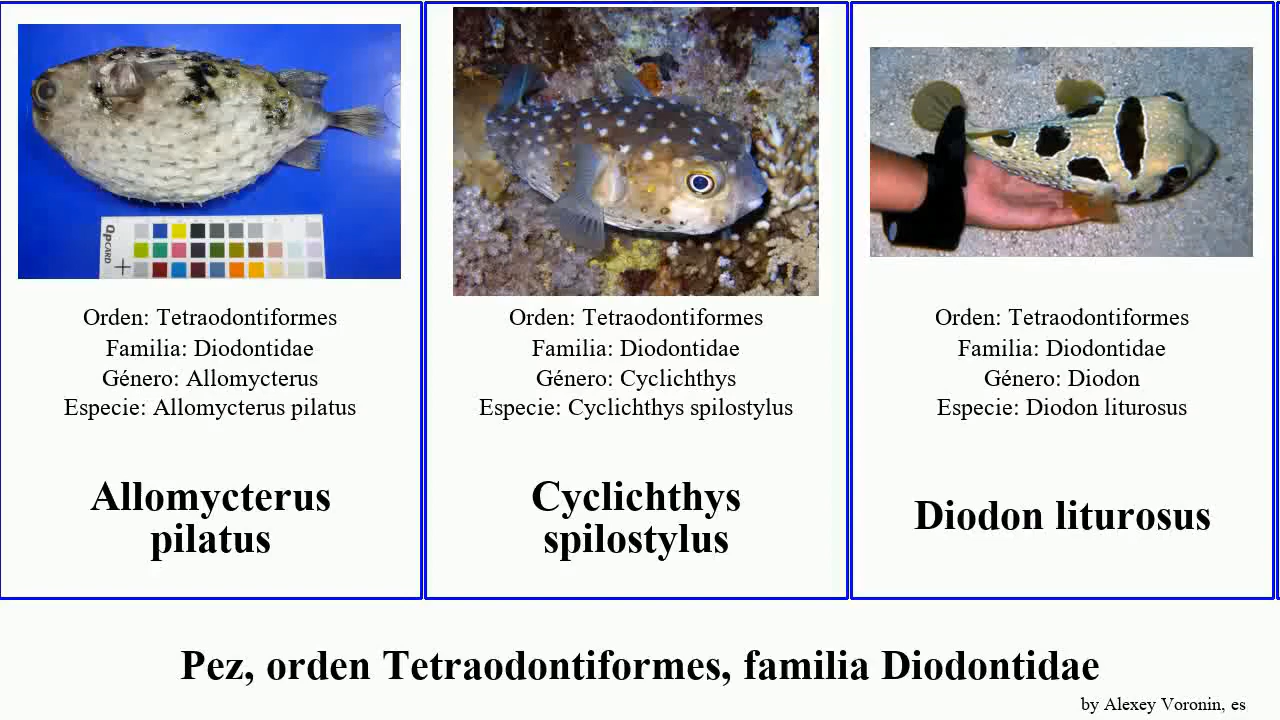 QPCARD
Orden: Tetraodontiformes
Familia: Diodontidae
Género: Allomycterus
Especie: Allomycterus pilatus
Allomycterus
pilatus
Orden: Tetraodontiformes
Familia: Diodontidae
Género: Cyclichthys
Especie: Cyclichthys spilostylus
Cyclichthys
spilostylus
Orden: Tetraodontiformes
Familia: Diodontidae
Género: Diodon
Especie: Diodon liturosus
Diodon liturosus
Pez, orden Tetraodontiformes, familia Diodontidae
by Alexey Voronin, es